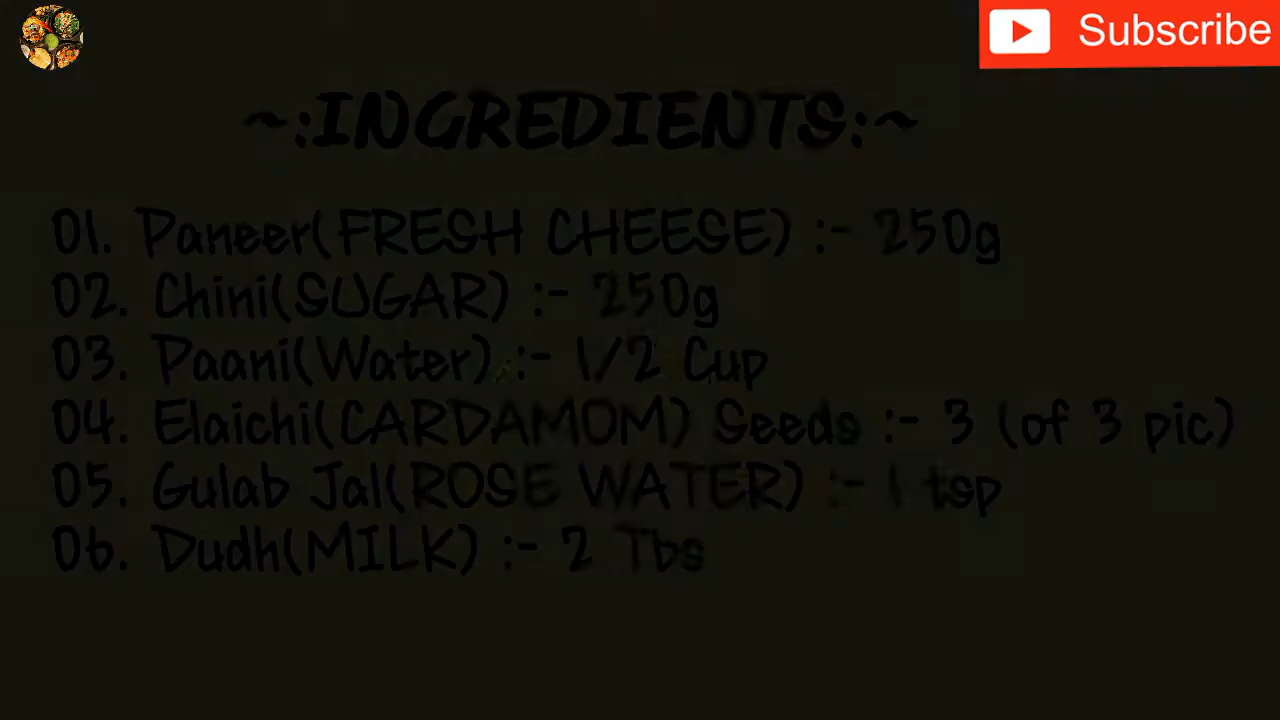 Subscribe
~:INGREDIENTS:~
01. Paneer(FRESH CHEESE) :- 250g
02. Chini(SUGAR) :- 250g
03. Paani(Water) :- 1/2 Cup
04. Elaichi(CARDAMOM) Seeds :- 3 (of 3 pic)
05. Gulab Jal(ROSE WATER) :- 1 tsp
06. Dudh(MILK) :- 2 Tbs